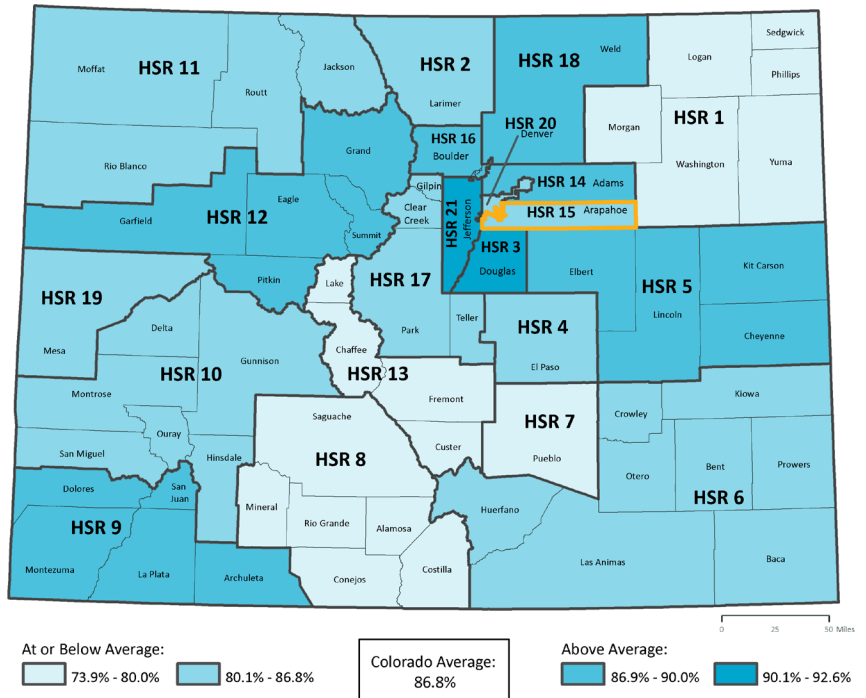 Sedgwick
Logan
Phillips
HSR 1
Morgan
Washington
Yuma
HSR 18
Weld
HSR 2
Larimer
Jackson
HSR 11
Moffat
Routt
Rio Blanco
HSR 20
Denver
HSR 16
Boulder
Grand
Gilpin
Clear
Creek
HSR 21
Jefferson
HSR 14 Adams
HSR 15 Arapahoe
HSR 3
Douglas
HSR 12
Eagle
Garfield
Summit
Pitkin
HSR 17
Lake
Park
Teller
Elbert
HSR 5
Lincoln
Kit Carson
Cheyenne
HSR 19
Mesa
Delta
HSR 10
Gunnison
Montrose
Ouray
San Miguel
Hinsdale
Chaffee
HSR 13
Fremont
Custer
HSR 4
El Paso
HSR 7
Pueblo
Crowley
Kiowa
Otero
Bent
Prowers
HSR 6
Huerfano
Las Animas
Baca
Saguache
HSR 8
Mineral
Rio Grande
Alamosa
Conejos
Costilla
Dolores
San
Juan
HSR 9
Montezuma
La Plata
Archuleta
0 25 50 Miles
At or Below Average:
73.9% - 80.0%
80.1% - 86.8%
Colorado Average:
86.8%
Above Average:
86.9% - 90.0%
90.1% - 92.6%